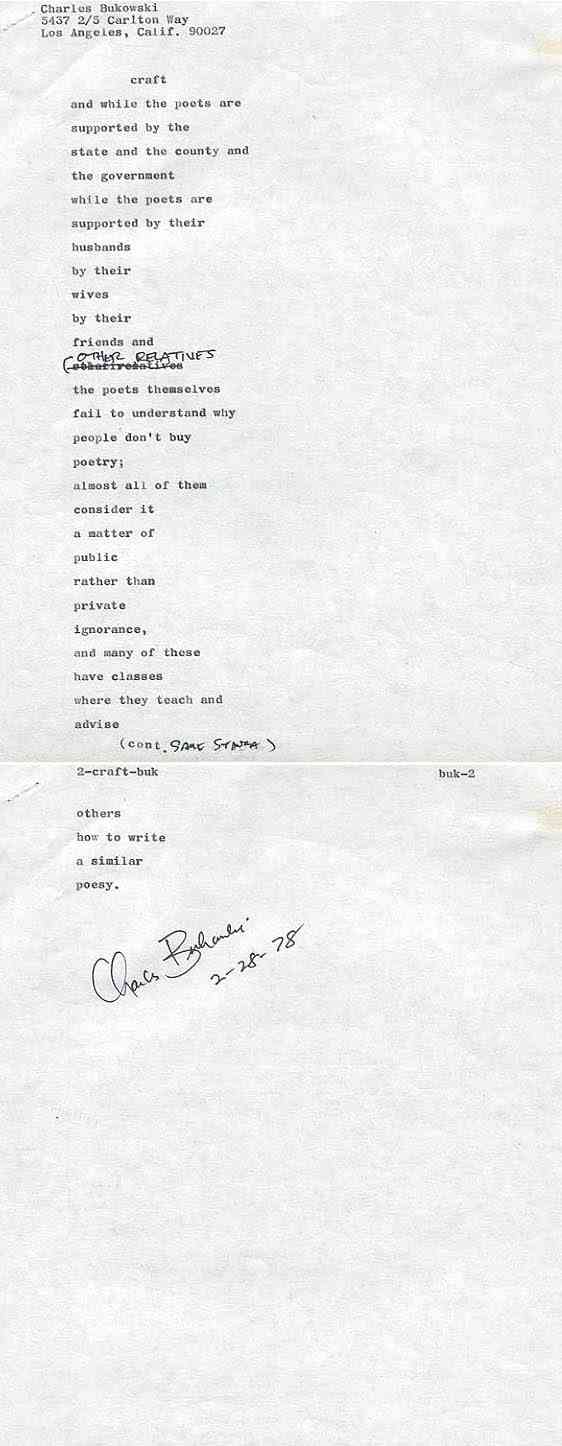 Charles Bukowski
5437 2/5 Carlton Way
Los Angeles, Calif. 90027
craft
and while the poets are
supported by the
state and the county and
the government
while the poets are
supported by their
husbands
by their
wives
by their
friends and
OTHER RELATIVES
the poets themselves
fail to understand why
people don't buy
poetry;
almost all of them
consider it
a matter of
public
rather than
private
ignorance,
and many of these
have classes
where they teach and
advise
(cont. SAME STANZA)
2-craft-buk buk-2
others
how to write
a similar
poesy.
Charles Bukowski
2-28-78